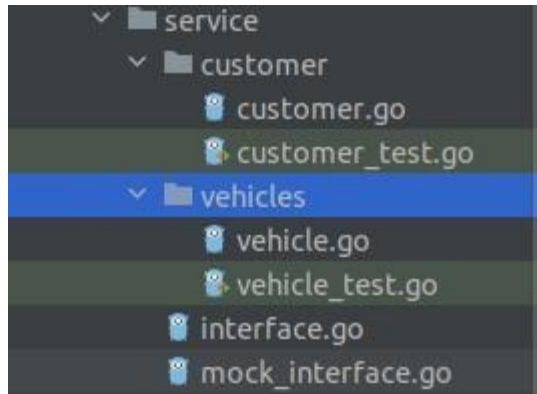 service
customer
customer.go
customer_test.go
vehicles
vehicle.go
vehicle_test.go
interface.go
mock_interface.go